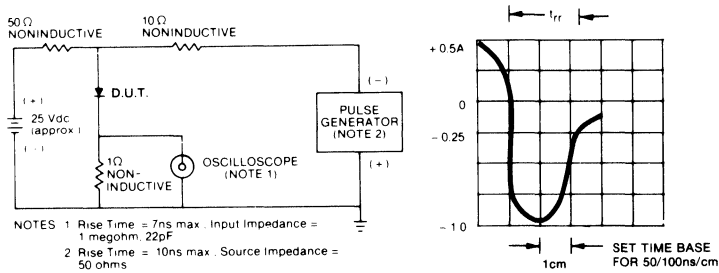 50 Ω
NONINDUCTIVE
10 Ω
NONINDUCTIVE
(+)
25 Vdc
(approx.)
(-)
D.U.T.
1Ω
NON-
INDUCTIVE
OSCILLOSCOPE
(NOTE 1)
(-)
PULSE
GENERATOR
(NOTE 2)
(+)
NOTES 1 Rise Time = 7ns max. Input Impedance =
1 megohm, 22pF
2 Rise Time = 10ns max. Source Impedance =
50 ohms
trr
+ 0.5A
0
- 0.25
- 1.0
1cm
SET TIME BASE
FOR 50/100ns/cm